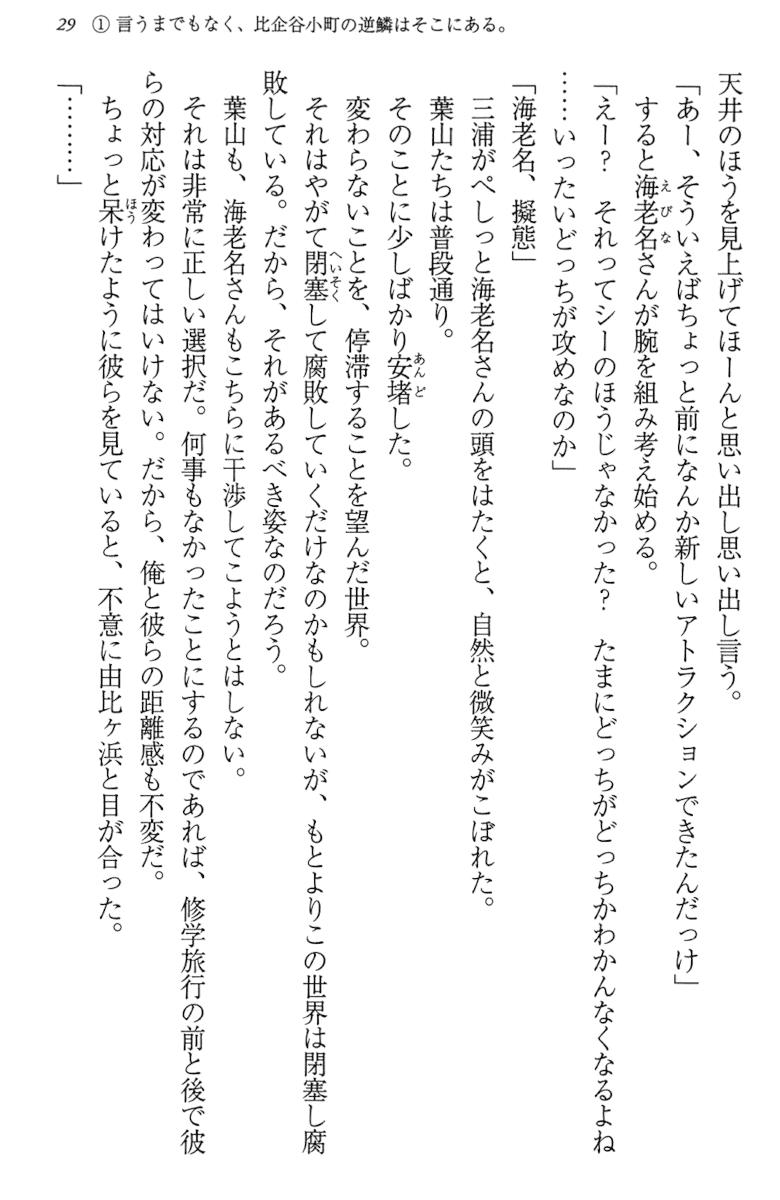 29 ① 言うまでもなく、比企谷小町の逆鱗はそこにある。
天井のほうを見上げてほーんと思い出し思い出し言う。
「あー、そういえばちょっと前になんか新しいアトラクションできたんだっけ」
すると海老名さんが腕を組み考え始める。
「えー？　それってシーのほうじゃなかった？　たまにどっちがどっちかわかんなくなるよね
……いったいどっちが攻めなのか」
「海老名、擬態」
三浦がぺしっと海老名さんの頭をはたくと、自然と微笑みがこぼれた。
葉山たちは普段通り。
そのことに少しばかり安堵した。
変わらないことを、停滞することを望んだ世界。
それはやがて閉塞して腐敗していくだけなのかもしれないが、もとよりこの世界は閉塞し腐
敗している。だから、それがあるべき姿なのだろう。
葉山も、海老名さんもこちらに干渉してこようとはしない。
それは非常に正しい選択だ。何事もなかったことにするのであれば、修学旅行の前と後で彼
らの対応が変わってはいけない。だから、俺と彼らの距離感も不変だ。
ちょっと呆けたように彼らを見ていると、不意に由比ヶ浜と目が合った。
「………」